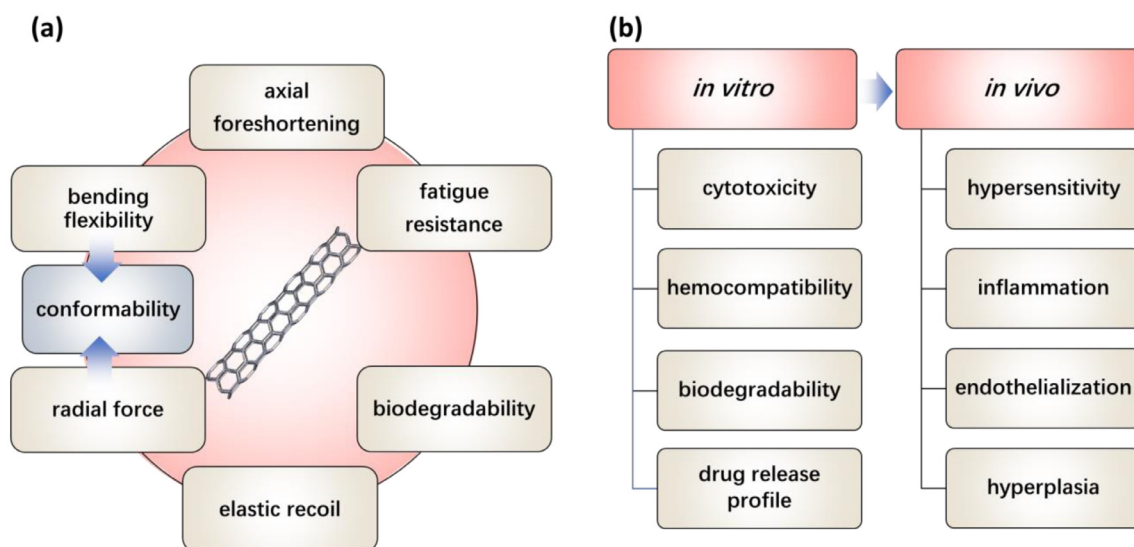 (a)
axial
foreshortening
bending
flexibility
fatigue
resistance
conformability
radial force
biodegradability
elastic recoil
(b)
in vitro
in vivo
cytotoxicity
hypersensitivity
hemocompatibility
inflammation
biodegradability
endothelialization
drug release
profile
hyperplasia